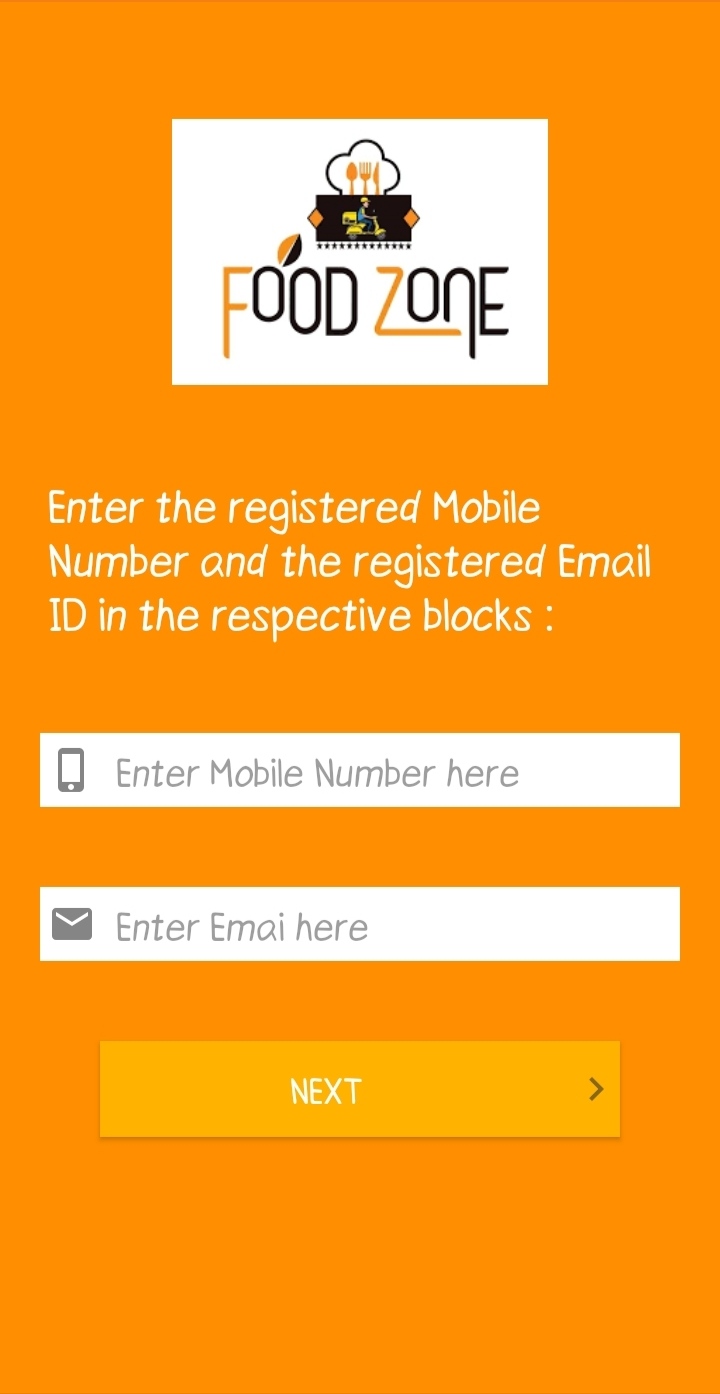 FOOD ZONE
Enter the registered Mobile
Number and the registered Email
ID in the respective blocks :
Enter Mobile Number here
Enter Emai here
NEXT